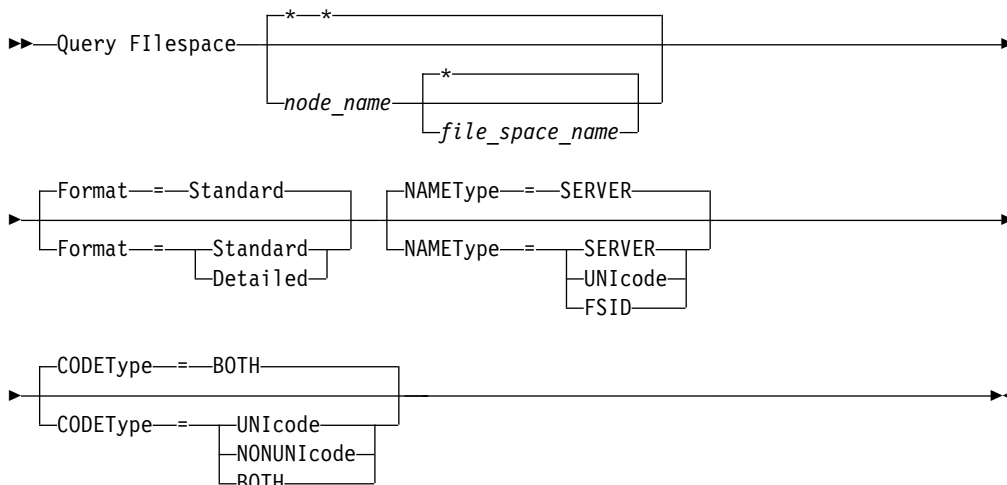 * *
Query FIlespace
*
node_name
file_space_name
Format = Standard NAMEType = SERVER
Format = Standard NAMEType = SERVER
Detailed UNIcode
FSID
CODEType = BOTH
CODEType = UNIcode
NONUNIcode
BOTH